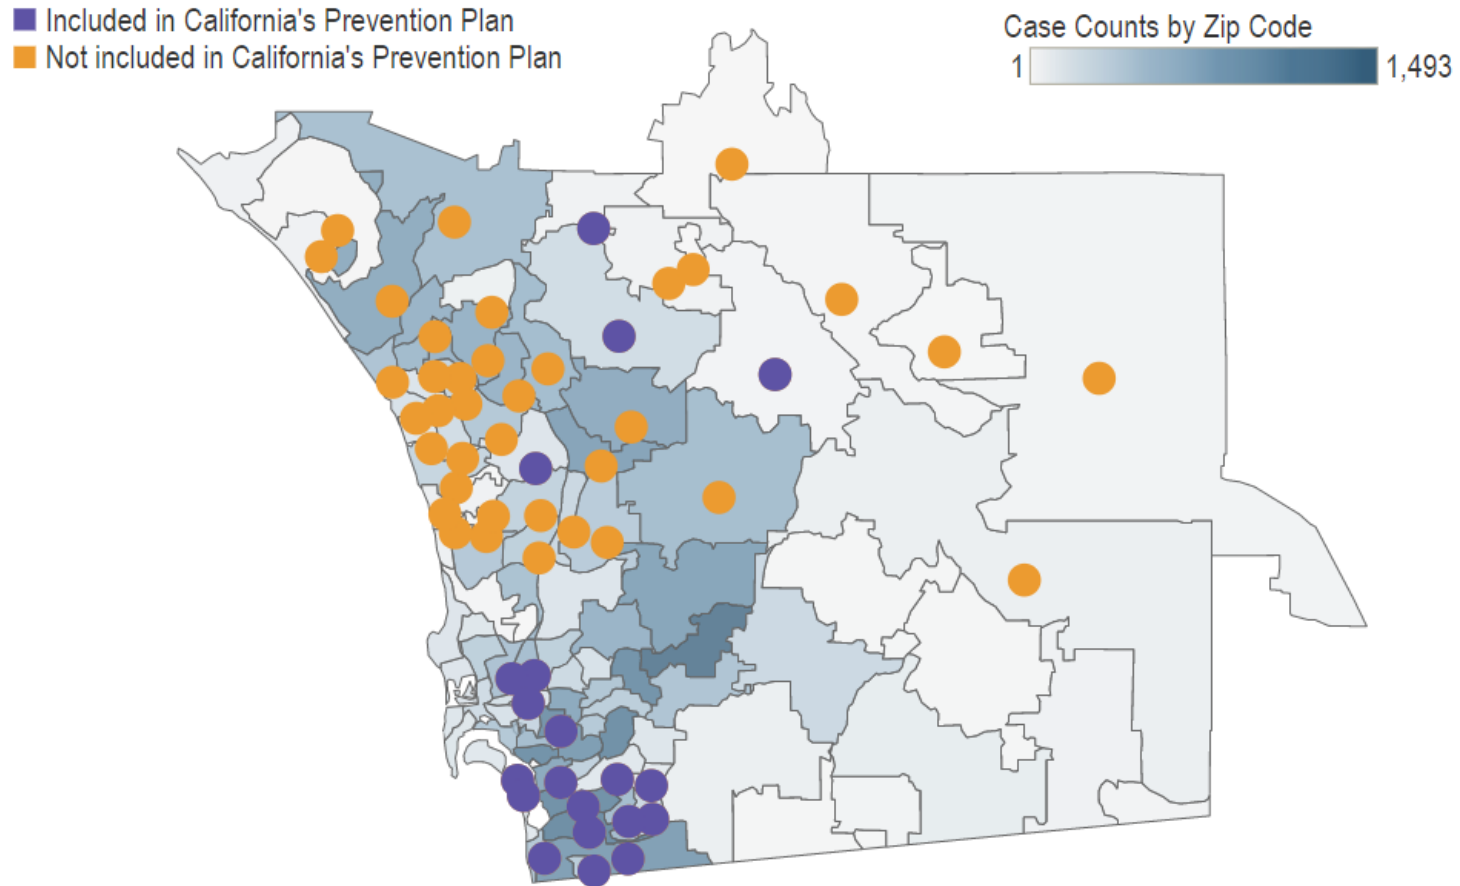 Included in California's Prevention Plan
Not included in California's Prevention Plan
Case Counts by Zip Code
1 1,493